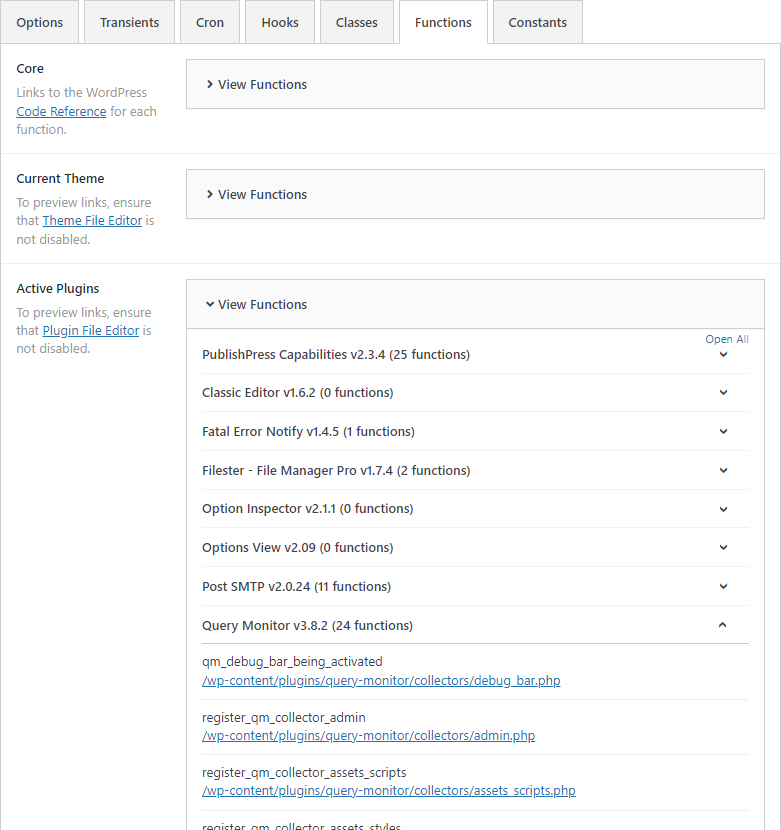 Options
Transients
Cron
Hooks
Classes
Functions
Constants
Core
Links to the WordPress
Code Reference for each
function.
View Functions
Current Theme
To preview links, ensure
that Theme File Editor is
not disabled.
View Functions
Active Plugins
To preview links, ensure
that Plugin File Editor is
not disabled.
View Functions
Open All
PublishPress Capabilities v2.3.4 (25 functions)
Classic Editor v1.6.2 (0 functions)
Fatal Error Notify v1.4.5 (1 functions)
Filester - File Manager Pro v1.7.4 (2 functions)
Option Inspector v2.1.1 (0 functions)
Options View v2.09 (0 functions)
Post SMTP v2.0.24 (11 functions)
Query Monitor v3.8.2 (24 functions)
qm_debug_bar_being_activated
/wp-content/plugins/query-monitor/collectors/debug_bar.php
register_qm_collector_admin
/wp-content/plugins/query-monitor/collectors/admin.php
register_qm_collector_assets_scripts
/wp-content/plugins/query-monitor/collectors/assets_scripts.php
register_qm_collector_assets_styles